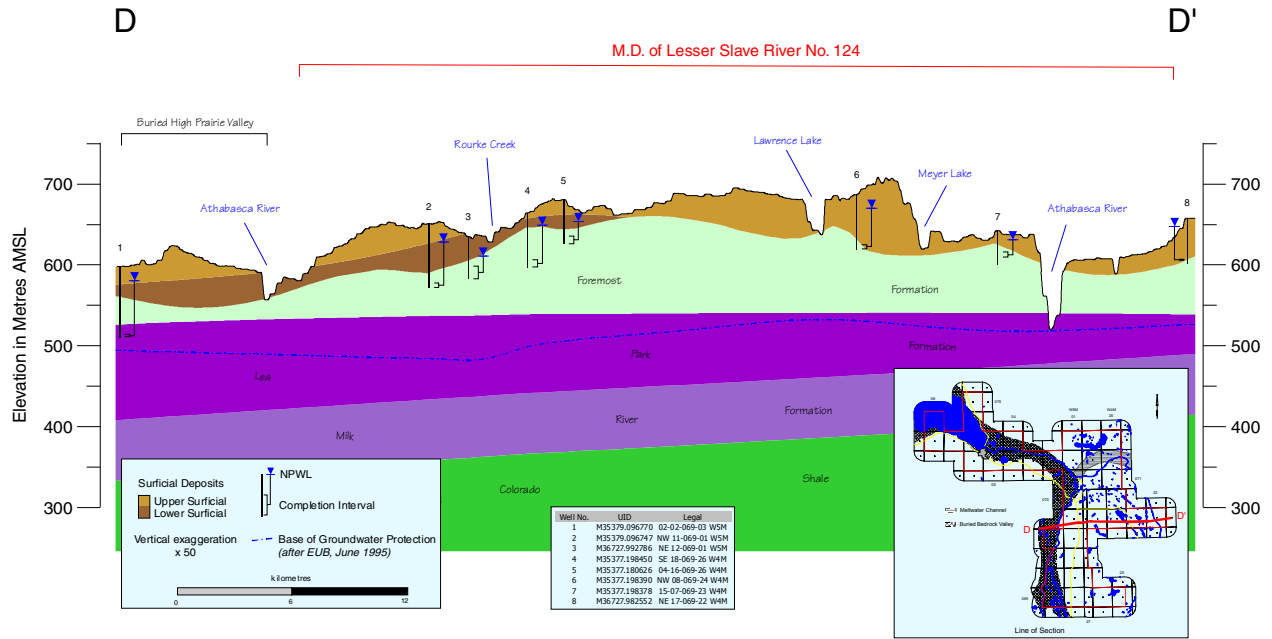 D
D'
M.D. of Lesser Slave River No. 124
Buried High Prairie Valley
Rourke Creek
Lawrence Lake
Meyer Lake
Athabasca River
Athabasca River
1
2
3
4
5
6
7
8
Elevation in Metres AMSL
700
600
500
400
300
700
600
500
400
300
Foremost
Formation
Lea
Park
Formation
Milk
River
Formation
Colorado
Shale
Surficial Deposits
Upper Surficial
Lower Surficial
NPWL
Completion Interval
Vertical exaggeration
x 50
Base of Groundwater Protection
(after EUB, June 1995)
kilometres
0 6 12
Well No. UID Legal
1 M35379.096770 02-02-069-03 W5M
2 M35379.096747 NW 11-069-01 W5M
3 M36727.992786 NE 12-069-01 W5M
4 M35377.198450 SE 18-069-26 W4M
5 M35377.180626 04-16-069-26 W4M
6 M35377.198390 NW 08-069-24 W4M
7 M35377.198378 15-07-069-23 W4M
8 M36727.982552 NE 17-069-22 W4M
W5M W4M
Meltwater Channel
Buried Bedrock Valley
D
D'
Line of Section